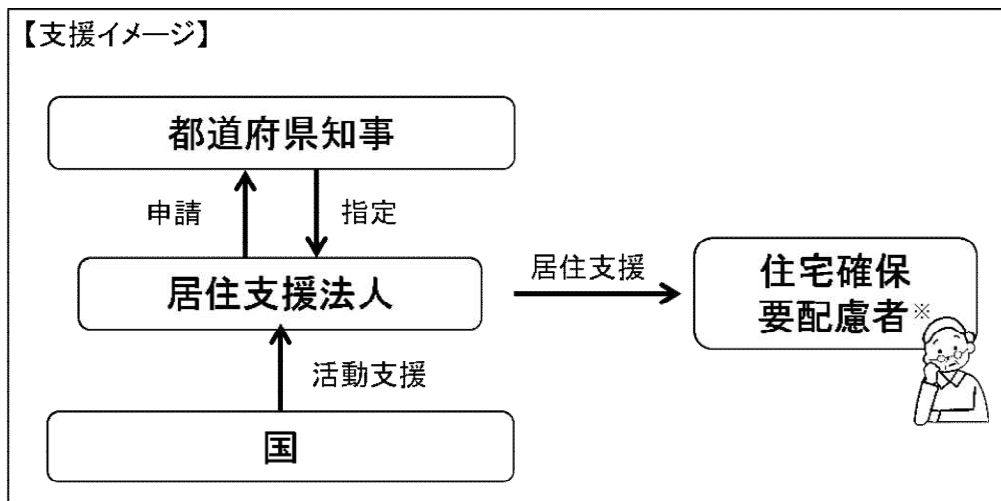 【支援イメージ】
都道府県知事
申請
指定
居住支援法人
居住支援
住宅確保
要配慮者※
活動支援
国